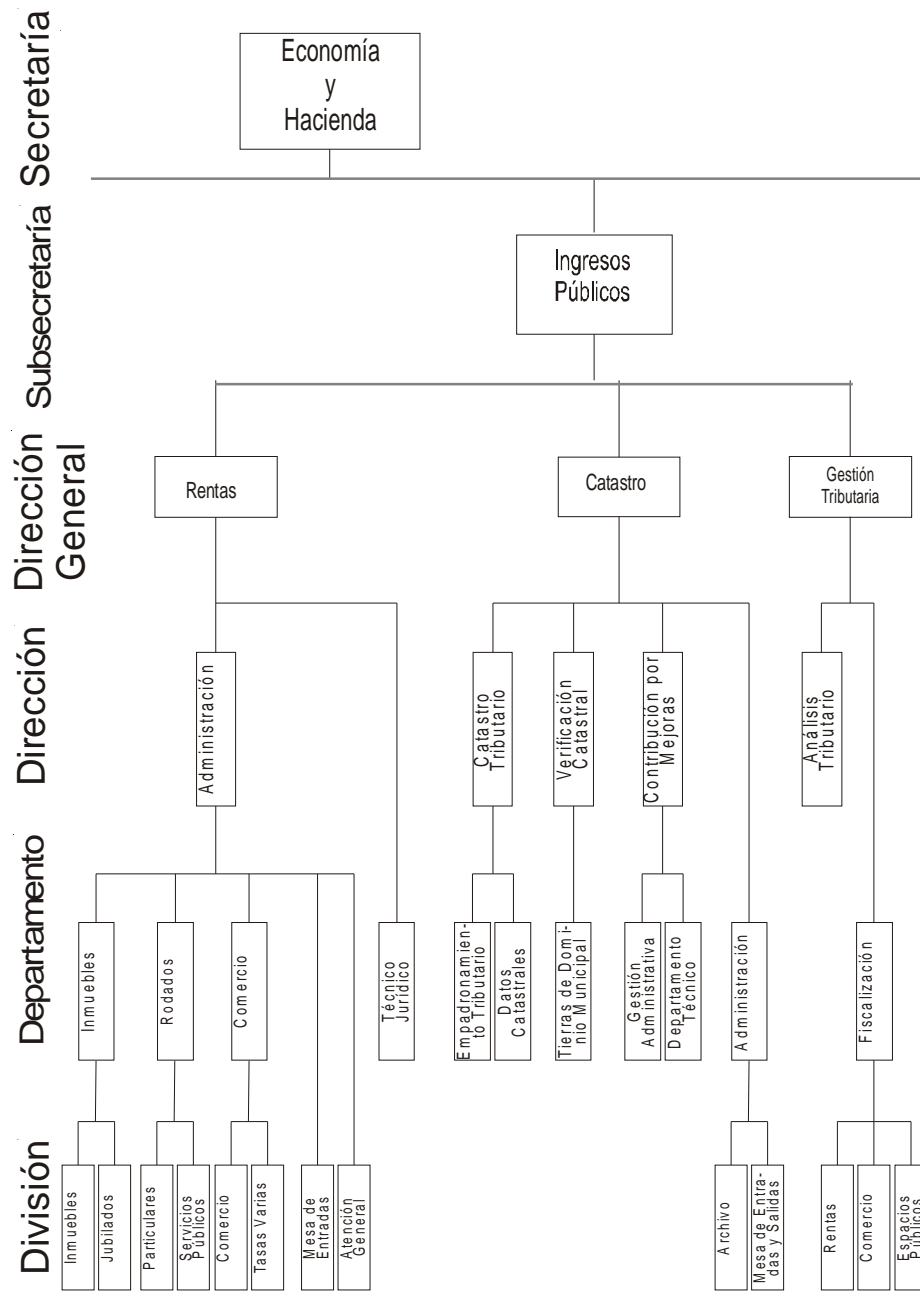 Secretaría
Economía
y
Hacienda
Subsecretaría
Ingresos
Públicos
Dirección
General
Rentas
Catastro
Gestión
Tributaria
Dirección
Administración
Catastro
Tributario
Verificación
Catastral
Contribución por
Mejoras
Análisis
Tributario
Departamento
Inmuebles
Rodados
Comercio
Técnico
Jurídico
Empadronamien-
to Tributario
Datos
Catastrales
Tierras de Domi-
nio Municipal
Gestión
Administrativa
Departamento
Técnico
Administración
Fiscalización
División
Inmuebles
Jubilados
Particulares
Servicios
Públicos
Comercio
Tasas Varias
Mesa de
Entradas
Atención
General
Archivo
Mesa de Entra-
das y Salidas
Rentas
Comercio
Espacios
Públicos